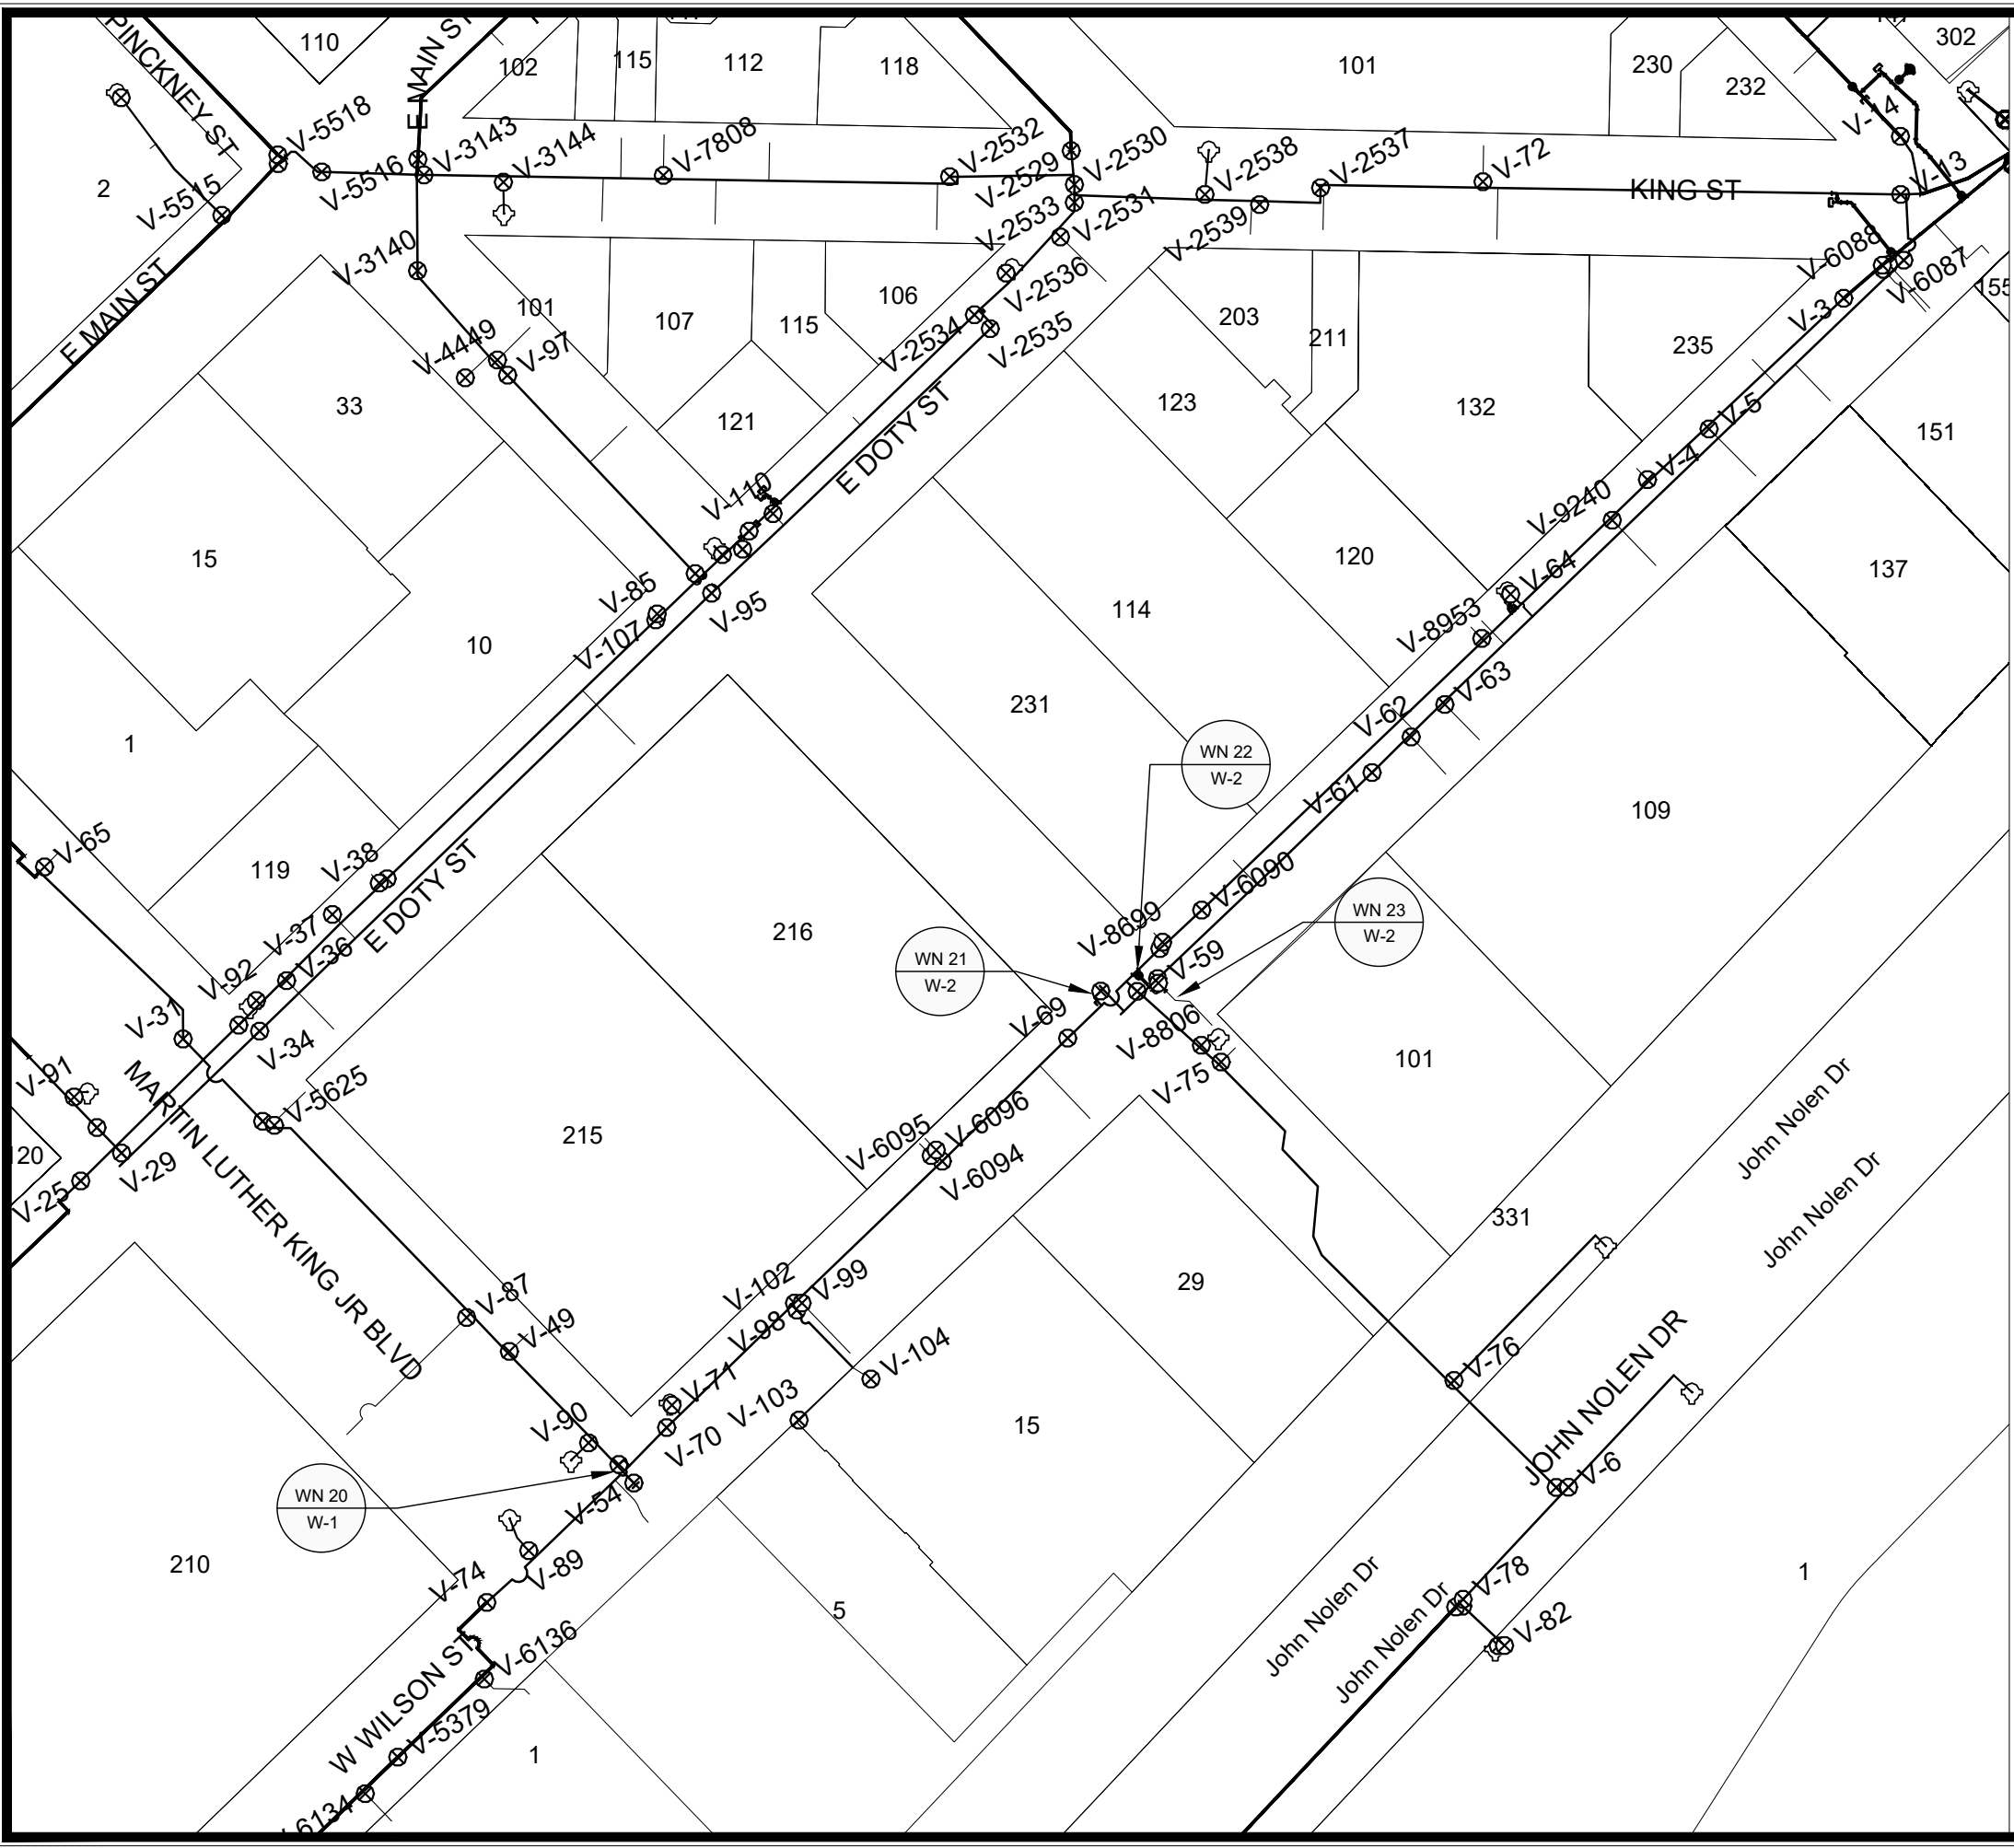 PINCKNEY ST
110
E MAIN ST
102
115
112
118
101
230
232
302
V-5518
V-5516
V-3143
V-3144
V-7808
V-2532
V-2529
V-2530
V-2538
V-2537
V-72
KING ST
V-14
V-13
2
V-5515
V-3140
V-2533
V-2531
V-2539
V-6088
V-6087
155
E MAIN ST
101
107
115
106
V-2536
V-2534
V-2535
203
211
235
V-3
V-4449
V-97
33
121
E DOTY ST
123
132
V-5
151
V-4
V-9240
15
V-110
120
V-64
137
V-85
V-107
V-95
10
114
V-8953
1
231
V-62
V-63
WN 22
W-2
V-61
109
V-65
119
V-38
V-37
V-36
E DOTY ST
216
V-6090
V-8699
WN 23
W-2
WN 21
W-2
V-59
V-92
V-31
V-34
V-69
V-8806
V-75
101
V-91
MARTIN LUTHER KING JR BLVD
V-5625
215
V-6095
V-6096
V-6094
John Nolen Dr
John Nolen Dr
120
V-29
V-25
331
V-87
V-49
V-102
V-99
V-98
29
V-104
V-76
JOHN NOLEN DR
V-90
V-71
V-70
V-103
15
V-6
WN 20
W-1
V-54
210
V-74
V-89
5
John Nolen Dr
John Nolen Dr
V-78
V-82
1
W WILSON ST
V-6136
V-5379
1
6134